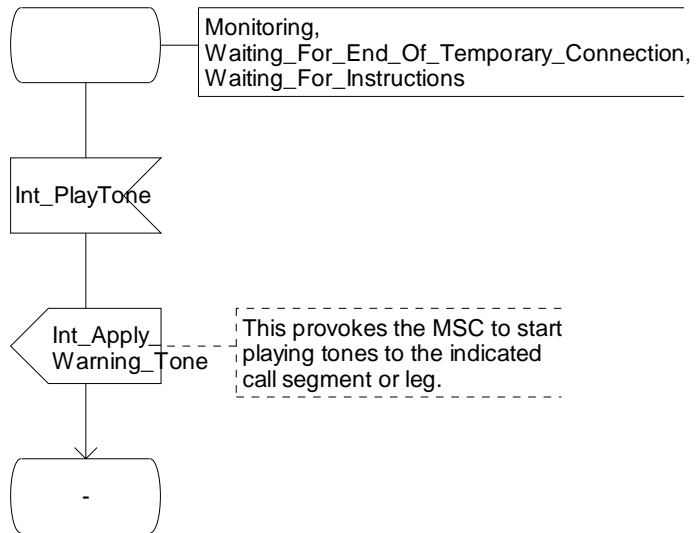 Monitoring,
Waiting_For_End_Of_Temporary_Connection,
Waiting_For_Instructions
Int_PlayTone
Int_Apply_
Warning_Tone
This provokes the MSC to start
playing tones to the indicated
call segment or leg.
-